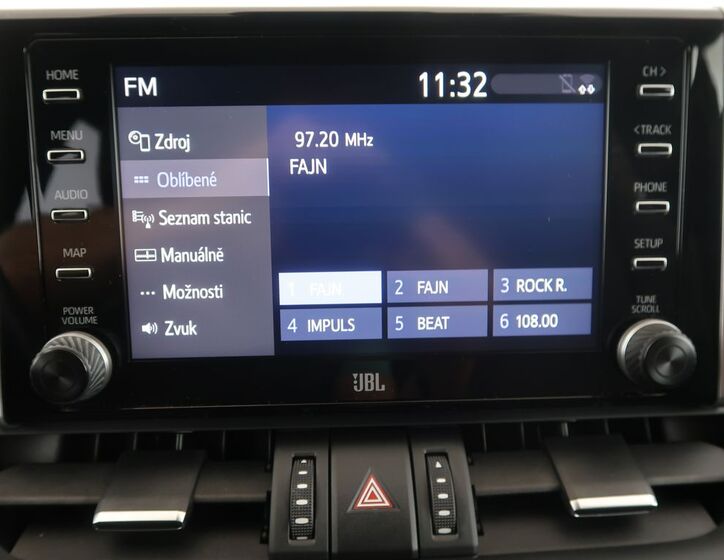 HOME
MENU
AUDIO
MAP
POWER
VOLUME
FM
11:32
Zdroj
Oblíbené
Seznam stanic
Manuálně
Možnosti
Zvuk
97.20 MHz
FAJN
1 FAJN
2 FAJN
3 ROCK R.
4 IMPULS
5 BEAT
6 108.00
CH >
< TRACK
PHONE
SETUP
TUNE
SCROLL
JBL